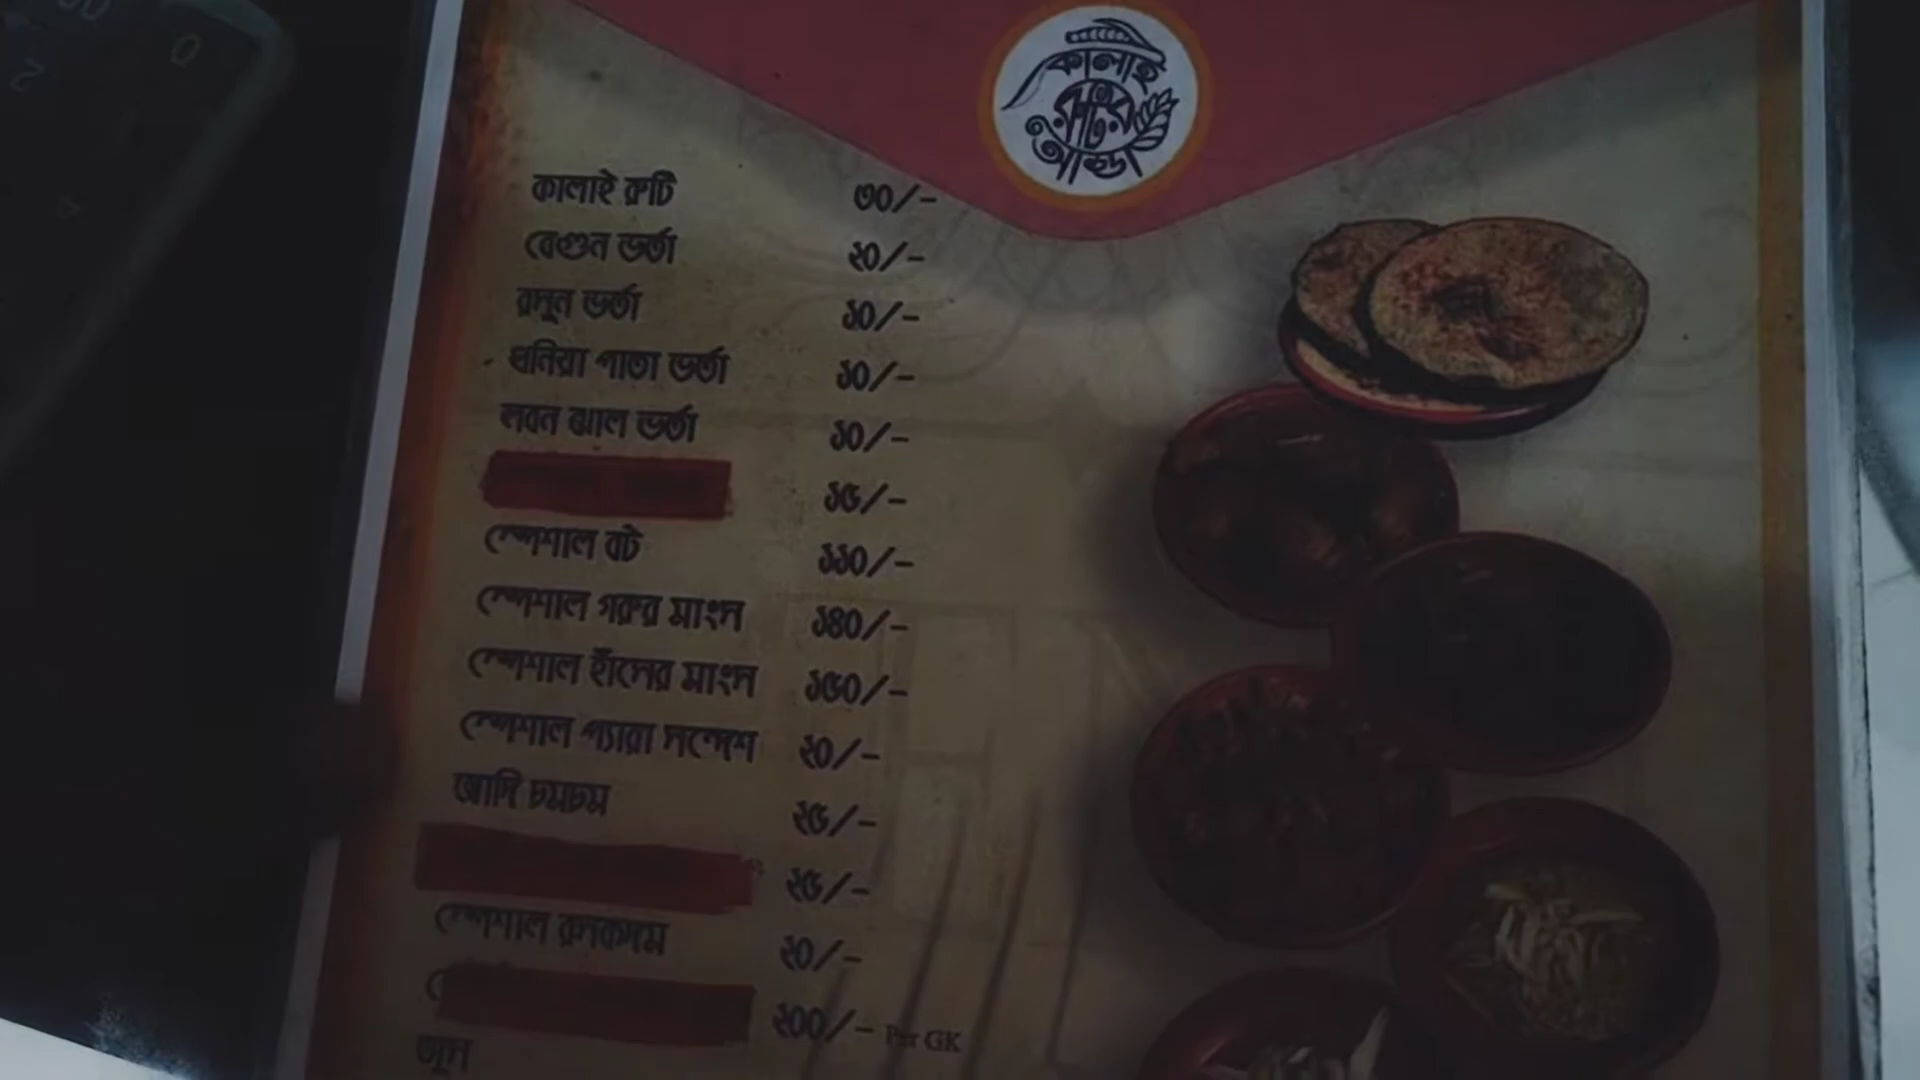 কালাই
রুটির
আড্ডা
কালাই রুটি ৩০/-
বেগুন ভর্তা ২০/-
রসুন ভর্তা ১০/-
ধনিয়া পাতা ভর্তা ১০/-
লবন ঝাল ভর্তা ১০/-
১৫/-
স্পেশাল বট ১১০/-
স্পেশাল গরুর মাংস ১৪০/-
স্পেশাল হাঁসের মাংস ১৫০/-
স্পেশাল প্যারা সন্দেশ ২০/-
আদি চমচম ২৫/-
২৫/-
স্পেশাল রসকদম ২০/-
২০০/- Per GK